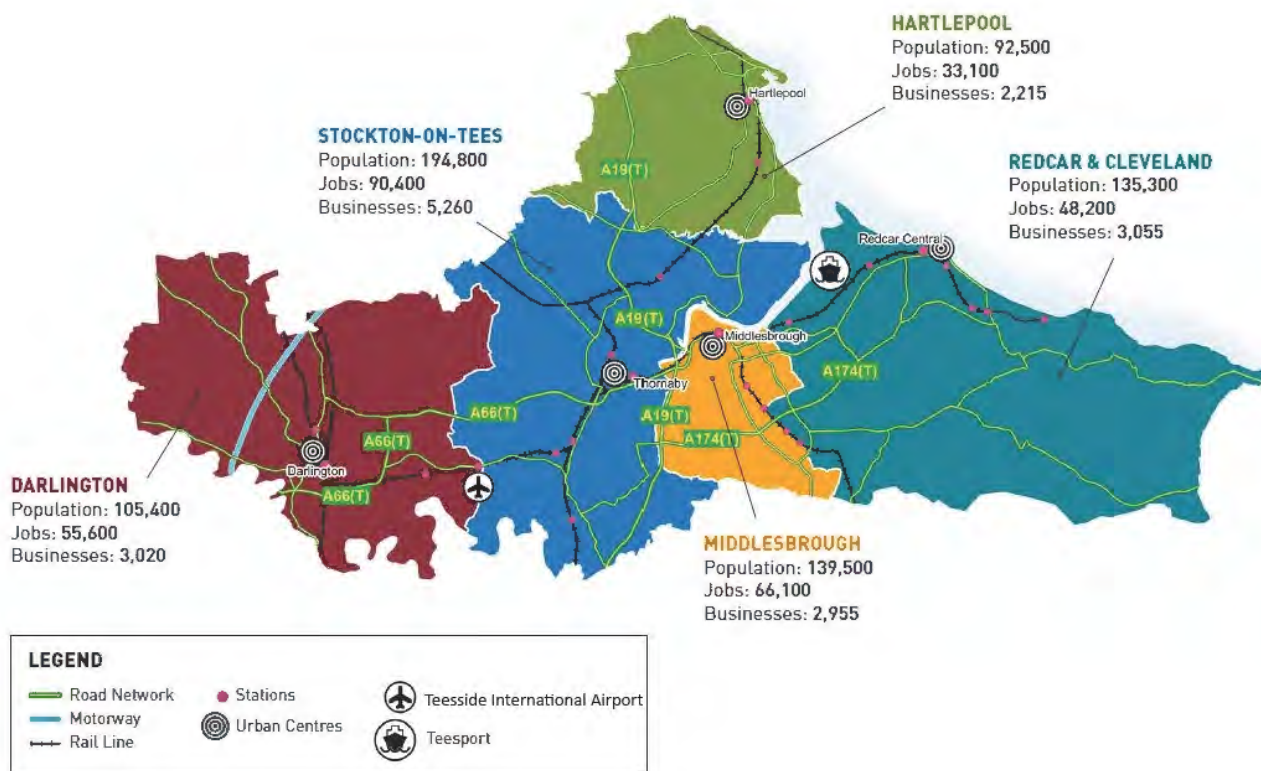 HARTLEPOOL
Population: 92,500
Jobs: 33,100
Businesses: 2,215
Hartlepool
STOCKTON-ON-TEES
Population: 194,800
Jobs: 90,400
Businesses: 5,260
A19(T)
REDCAR & CLEVELAND
Population: 135,300
Jobs: 48,200
Businesses: 3,055
Redcar Central
A19(T)
Middlesbrough
Thornaby
A174(T)
A66(T)
A19(T)
A66(T)
A174(T)
Darlington
A66(T)
DARLINGTON
Population: 105,400
Jobs: 55,600
Businesses: 3,020
MIDDLESBROUGH
Population: 139,500
Jobs: 66,100
Businesses: 2,955
LEGEND
Road Network
Motorway
Rail Line
Stations
Urban Centres
Teesside International Airport
Teesport